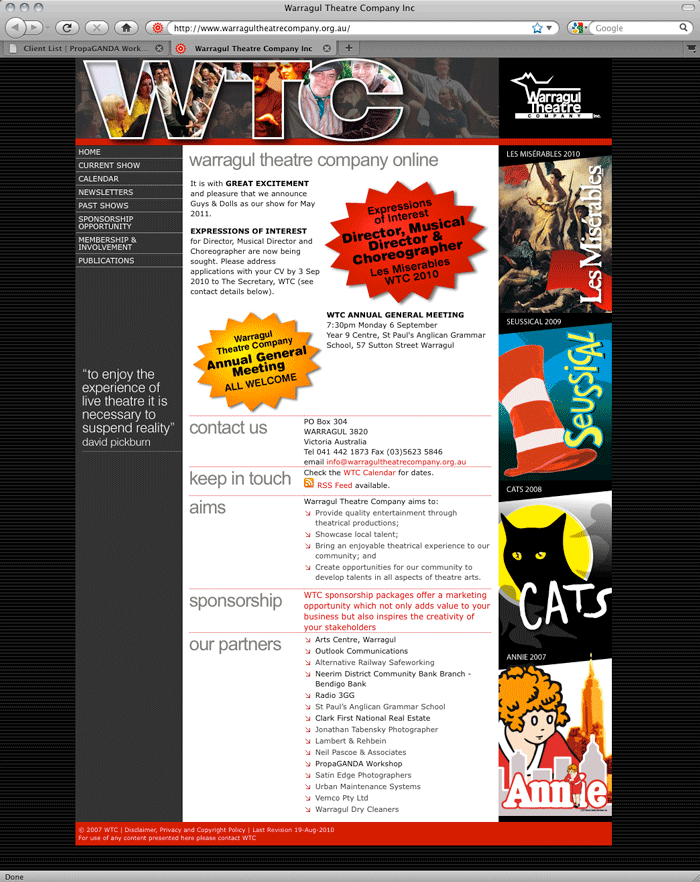 Warragul Theatre Company Inc
http://www.warragultheatrecompany.org.au/
Google
Client List | PropaGANDA Work...
Warragul Theatre Company Inc
WTC
Warragul
Theatre
COMPANY Inc
HOME
CURRENT SHOW
CALENDAR
NEWSLETTERS
PAST SHOWS
SPONSORSHIP
OPPORTUNITY
MEMBERSHIP &
INVOLVEMENT
PUBLICATIONS
"to enjoy the
experience of
live theatre it is
necessary to
suspend reality"
david pickburn
warragul theatre company online
It is with GREAT EXCITEMENT
and pleasure that we announce
Guys & Dolls as our show for May
2011.
EXPRESSIONS OF INTEREST
for Director, Musical Director and
Choreographer are now being
sought. Please address
applications with your CV by 3 Sep
2010 to The Secretary, WTC (see
contact details below).
Expressions
of Interest
Director, Musical
Director &
Choreographer
Les Miserables
WTC 2010
Warragul
Theatre Company
Annual General
Meeting
ALL WELCOME
WTC ANNUAL GENERAL MEETING
7:30pm Monday 6 September
Year 9 Centre, St Paul's Anglican Grammar
School, 57 Sutton Street Warragul
contact us
PO Box 304
WARRAGUL 3820
Victoria Australia
Tel 041 442 1873 Fax (03)5623 5846
email info@warragultheatrecompany.org.au
keep in touch
Check the WTC Calendar for dates.
RSS Feed available.
aims
Warragul Theatre Company aims to:
Provide quality entertainment through
theatrical productions;
Showcase local talent;
Bring an enjoyable theatrical experience to our
community; and
Create opportunities for our community to
develop talents in all aspects of theatre arts.
sponsorship
WTC sponsorship packages offer a marketing
opportunity which not only adds value to your
business but also inspires the creativity of
your stakeholders
our partners
Arts Centre, Warragul
Outlook Communications
Alternative Railway Safeworking
Neerim District Community Bank Branch -
Bendigo Bank
Radio 3GG
St Paul's Anglican Grammar School
Clark First National Real Estate
Jonathan Tabensky Photographer
Lambert & Rehbein
Neil Pascoe & Associates
PropaGANDA Workshop
Satin Edge Photographers
Urban Maintenance Systems
Vemco Pty Ltd
Warragul Dry Cleaners
LES MISÉRABLES 2010
Les Misérables
SEUSSICAL 2009
Seussical
CATS 2008
CATS
ANNIE 2007
Annie
© 2007 WTC | Disclaimer, Privacy and Copyright Policy | Last Revision 19-Aug-2010
For use of any content presented here please contact WTC
Done